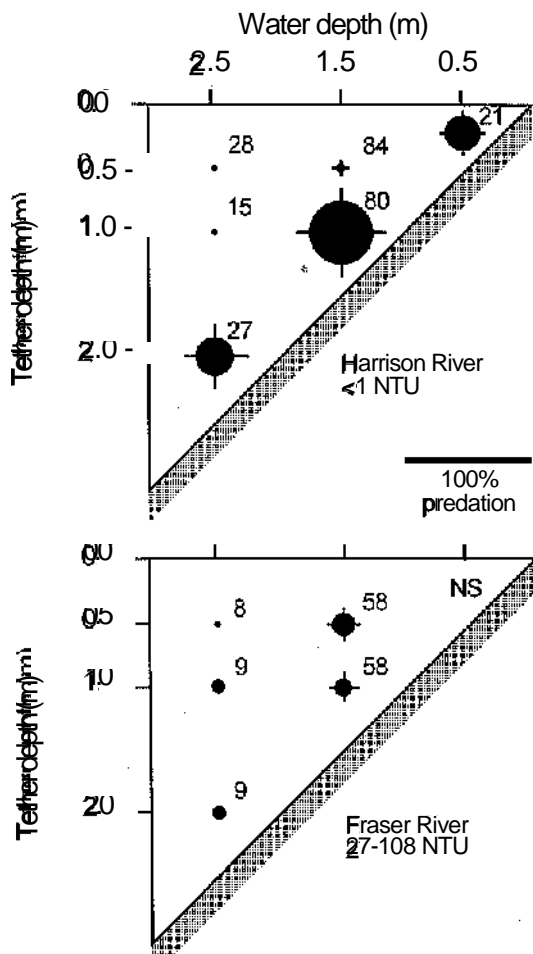 Water depth (m)
2.5 1.5 0.5
0.0
21
28 84
0.5
15 80
1.0
27
2.0
Tether depth (m)
Harrison River
<1 NTU
100%
predation
0.0
NS
8 58
0.5
9 58
1.0
9
2.0
Tether depth (m)
Fraser River
27-108 NTU